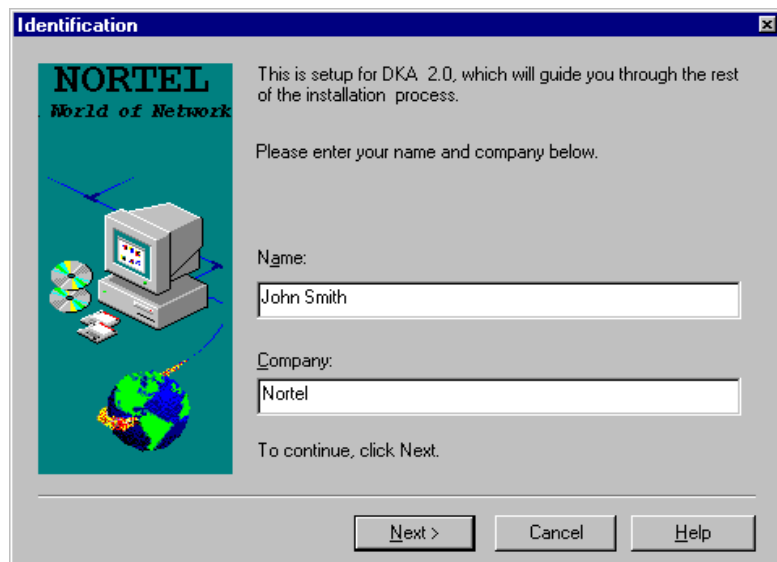 Identification
NORTEL
World of Network
This is setup for DKA 2.0, which will guide you through the rest
of the installation process.
Please enter your name and company below.
Name:
John Smith
Company:
Nortel
To continue, click Next.
Next >
Cancel
Help